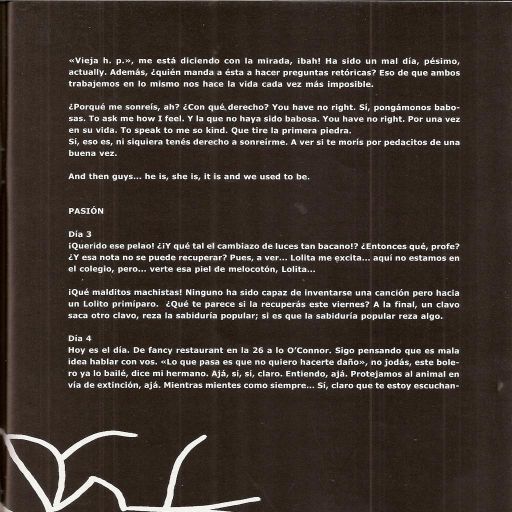 «Vieja h. p.», me está diciendo con la mirada, ¡bah! Ha sido un mal día, pésimo,
actually. Además, ¿quién manda a ésta a hacer preguntas retóricas? Eso de que ambos
trabajemos en lo mismo nos hace la vida cada vez más imposible.
¿Porqué me sonreís, ah? ¿Con qué derecho? You have no right. Sí, pongámonos babo-
sas. To ask me how I feel. Y la que no haya sido babosa. You have no right. Por una vez
en su vida. To speak to me so kind. Que tire la primera piedra.
Sí, eso es, ni siquiera tenés derecho a sonreírme. A ver si te morís por pedacitos de una
buena vez.
And then guys... he is, she is, it is and we used to be.
PASIÓN
Día 3
¡Querido ese pelao! ¿¡Y qué tal el cambiazo de luces tan bacano!? ¿Entonces qué, profe?
¿Y esa nota no se puede recuperar? Pues, a ver... Lolita me excita... aquí no estamos en
el colegio, pero... verte esa piel de melocotón, Lolita...
¡Qué malditos machistas! Ninguno ha sido capaz de inventarse una canción pero hacia
un Lolito primíparo. ¿Qué te parece si la recuperás este viernes? A la final, un clavo
saca otro clavo, reza la sabiduría popular; si es que la sabiduría popular reza algo.
Día 4
Hoy es el día. De fancy restaurant en la 26 a lo O'Connor. Sigo pensando que es mala
idea hablar con vos. «Lo que pasa es que no quiero hacerte daño», no jodás, este bole-
ro ya lo bailé, dice mi hermano. Ajá, sí, sí, claro. Entiendo, ajá. Protejamos al animal en
vía de extinción, ajá. Mientras mientes como siempre... Sí, claro que te estoy escuchan-